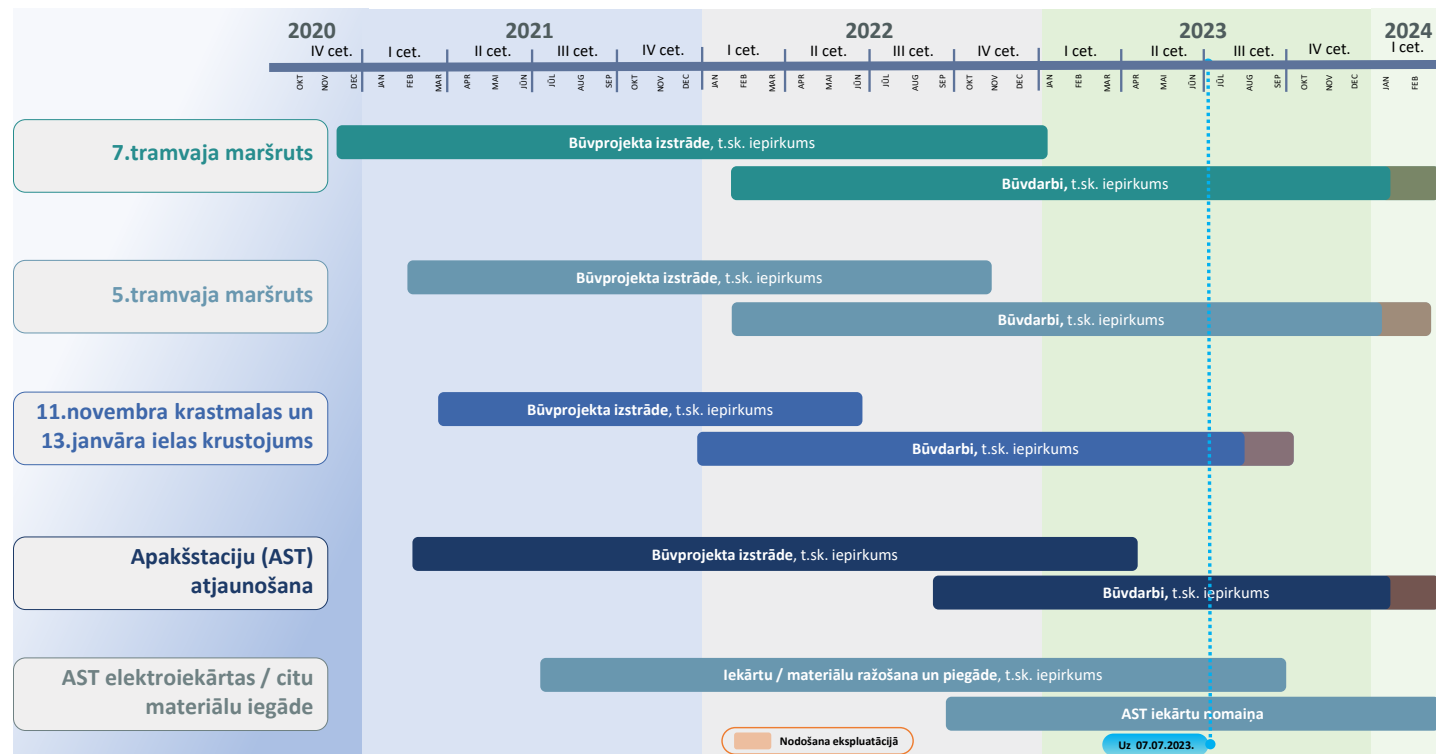 2020 2021 2022 2023 2024
IV cet. I cet. II cet. III cet. IV cet. I cet. II cet. III cet. IV cet. I cet. II cet. III cet. IV cet. I cet.
OKT NOV DEC JAN FEB MAR APR MAI JŪN JŪL AUG SEP OKT NOV DEC JAN FEB MAR APR MAI JŪN JŪL AUG SEP OKT NOV DEC JAN FEB MAR APR MAI JŪN JŪL AUG SEP OKT NOV DEC JAN FEB
7.tramvaja maršruts
Būvprojekta izstrāde, t.sk. iepirkums
Būvdarbi, t.sk. iepirkums
5.tramvaja maršruts
Būvprojekta izstrāde, t.sk. iepirkums
Būvdarbi, t.sk. iepirkums
11.novembra krastmalas un
13.janvāra ielas krustojums
Būvprojekta izstrāde, t.sk. iepirkums
Būvdarbi, t.sk. iepirkums
Apakšstaciju (AST)
atjaunošana
Būvprojekta izstrāde, t.sk. iepirkums
Būvdarbi, t.sk. iepirkums
AST elektroiekārtas / citu
materiālu iegāde
Iekārtu / materiālu ražošana un piegāde, t.sk. iepirkums
AST iekārtu nomaiņa
Nodošana ekspluatācijā
Uz 07.07.2023.